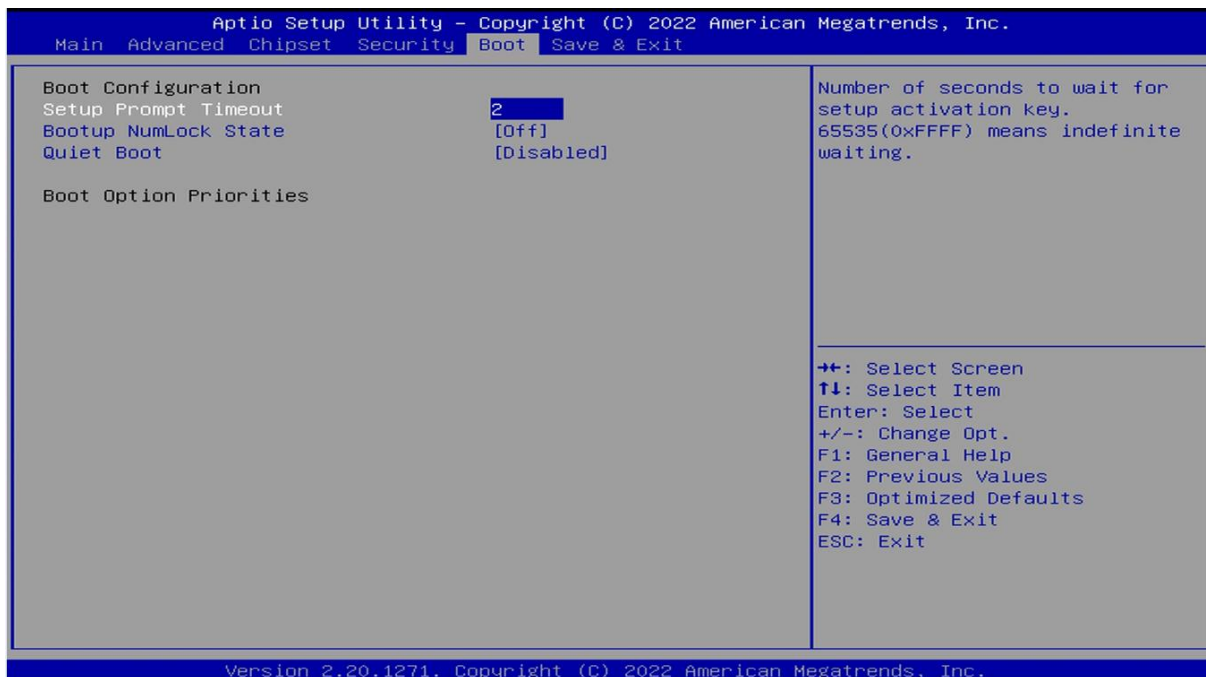 Aptio Setup Utility – Copyright (C) 2022 American Megatrends, Inc.
Main Advanced Chipset Security Boot Save & Exit
Boot Configuration
Setup Prompt Timeout 2
Bootup NumLock State [Off]
Quiet Boot [Disabled]
Boot Option Priorities
Number of seconds to wait for
setup activation key.
65535(0xFFFF) means indefinite
waiting.
→←: Select Screen
↑↓: Select Item
Enter: Select
+/-: Change Opt.
F1: General Help
F2: Previous Values
F3: Optimized Defaults
F4: Save & Exit
ESC: Exit
Version 2.20.1271. Copyright (C) 2022 American Megatrends, Inc.